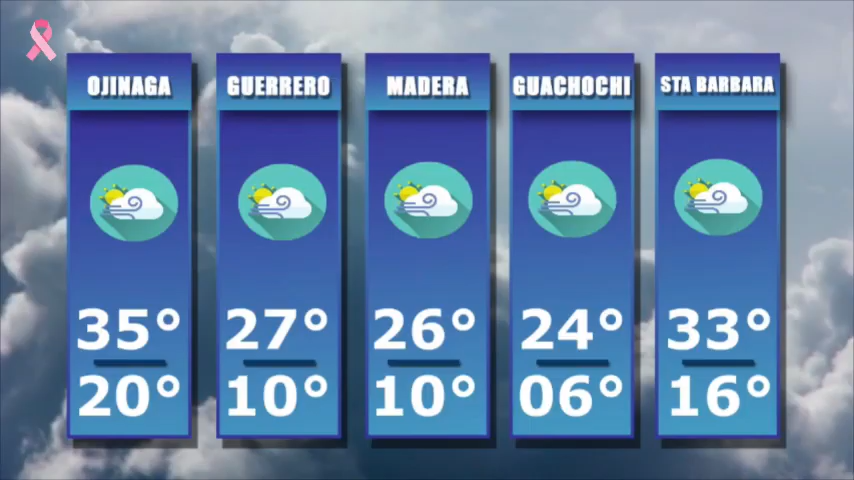 OJINAGA
35°
20°
GUERRERO
27°
10°
MADERA
26°
10°
GUACHOCHI
24°
06°
STA BARBARA
33°
16°